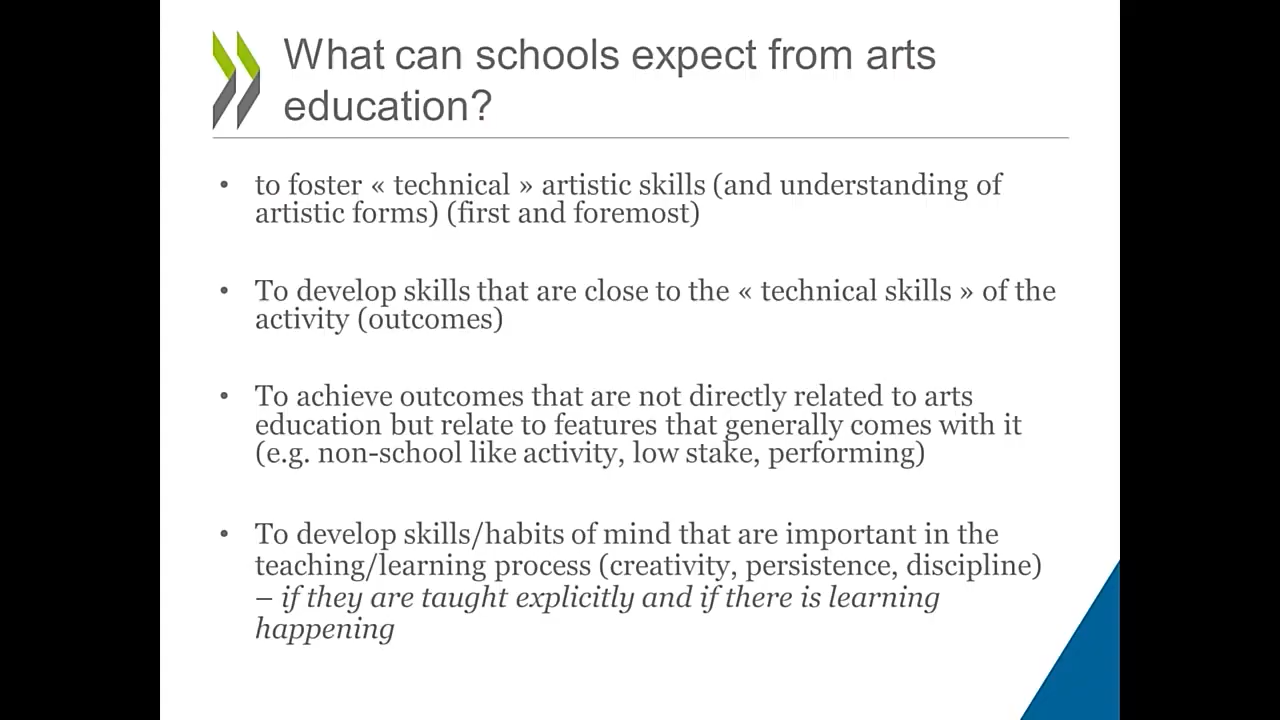 What can schools expect from arts
education?
• to foster « technical » artistic skills (and understanding of
artistic forms) (first and foremost)
• To develop skills that are close to the « technical skills » of the
activity (outcomes)
• To achieve outcomes that are not directly related to arts
education but relate to features that generally comes with it
(e.g. non-school like activity, low stake, performing)
• To develop skills/habits of mind that are important in the
teaching/learning process (creativity, persistence, discipline)
– if they are taught explicitly and if there is learning
happening